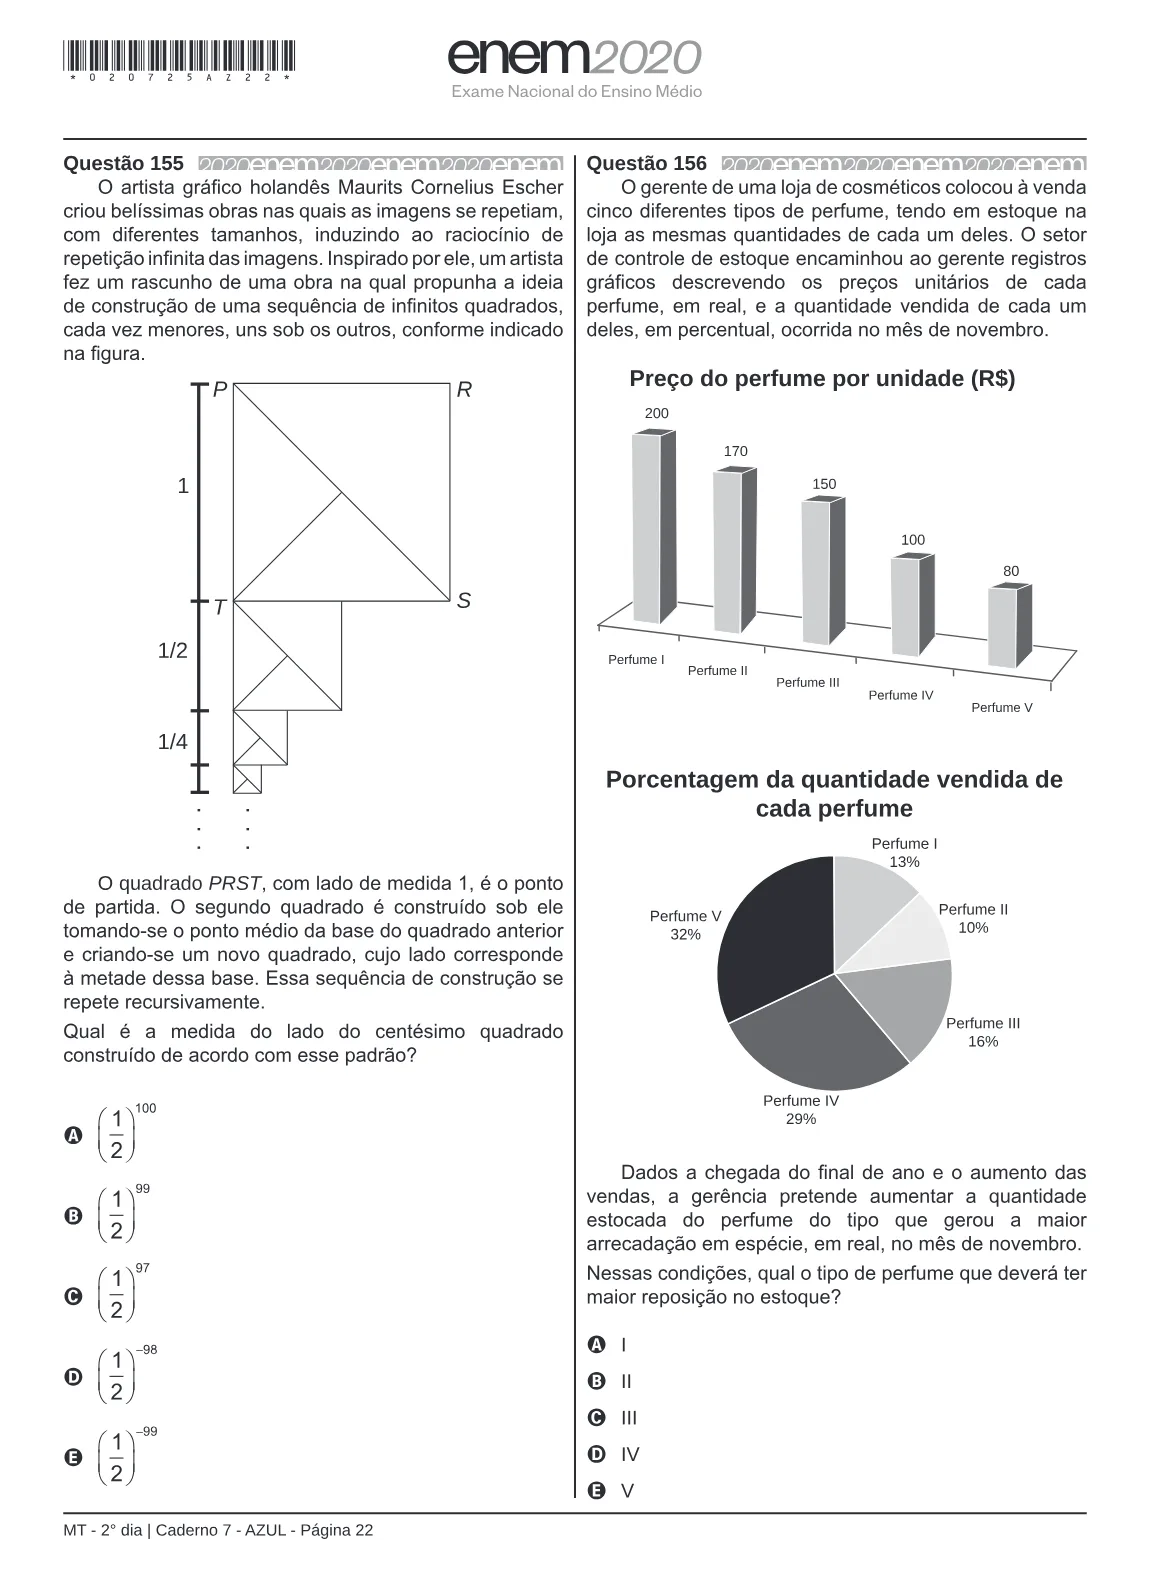 *020725AZ22*
enem2020
Exame Nacional do Ensino Médio
Questão 155 2020enem2020enem2020enem
O artista gráfico holandês Maurits Cornelius Escher
criou belíssimas obras nas quais as imagens se repetiam,
com diferentes tamanhos, induzindo ao raciocínio de
repetição infinita das imagens. Inspirado por ele, um artista
fez um rascunho de uma obra na qual propunha a ideia
de construção de uma sequência de infinitos quadrados,
cada vez menores, uns sob os outros, conforme indicado
na figura.
P
R
1
T
S
1/2
1/4
O quadrado PRST, com lado de medida 1, é o ponto
de partida. O segundo quadrado é construído sob ele
tomando-se o ponto médio da base do quadrado anterior
e criando-se um novo quadrado, cujo lado corresponde
à metade dessa base. Essa sequência de construção se
repete recursivamente.
Qual é a medida do lado do centésimo quadrado
construído de acordo com esse padrão?
A (1/2)^100
B (1/2)^99
C (1/2)^97
D (1/2)^–98
E (1/2)^–99
Questão 156 2020enem2020enem2020enem
O gerente de uma loja de cosméticos colocou à venda
cinco diferentes tipos de perfume, tendo em estoque na
loja as mesmas quantidades de cada um deles. O setor
de controle de estoque encaminhou ao gerente registros
gráficos descrevendo os preços unitários de cada
perfume, em real, e a quantidade vendida de cada um
deles, em percentual, ocorrida no mês de novembro.
Preço do perfume por unidade (R$)
200
170
150
100
80
Perfume I
Perfume II
Perfume III
Perfume IV
Perfume V
Porcentagem da quantidade vendida de
cada perfume
Perfume I
13%
Perfume II
10%
Perfume V
32%
Perfume III
16%
Perfume IV
29%
Dados a chegada do final de ano e o aumento das
vendas, a gerência pretende aumentar a quantidade
estocada do perfume do tipo que gerou a maior
arrecadação em espécie, em real, no mês de novembro.
Nessas condições, qual o tipo de perfume que deverá ter
maior reposição no estoque?
A I
B II
C III
D IV
E V
MT - 2° dia | Caderno 7 - AZUL - Página 22